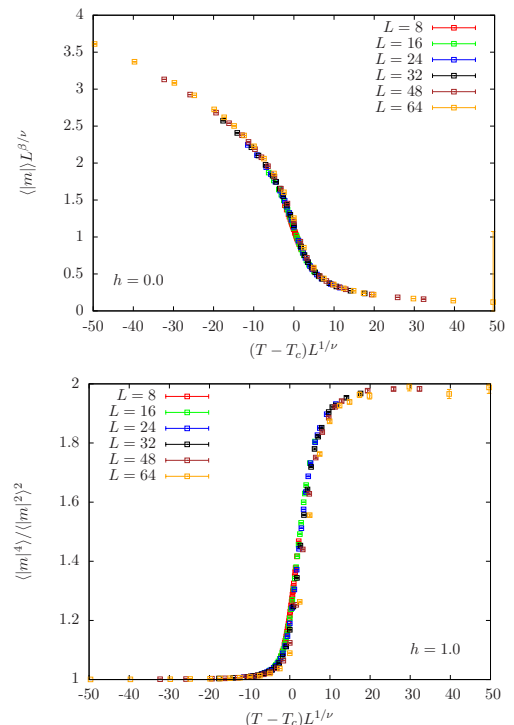 4
3.5
3
2.5
2
1.5
1
0.5
0
⟨|m|⟩L^{β/ν}
L = 8
L = 16
L = 24
L = 32
L = 48
L = 64
h = 0.0
-50 -40 -30 -20 -10 0 10 20 30 40 50
(T − T_c)L^{1/ν}
2
1.8
1.6
1.4
1.2
1
⟨|m|^4⟩/⟨|m|^2⟩^2
L = 8
L = 16
L = 24
L = 32
L = 48
L = 64
h = 1.0
-50 -40 -30 -20 -10 0 10 20 30 40 50
(T − T_c)L^{1/ν}